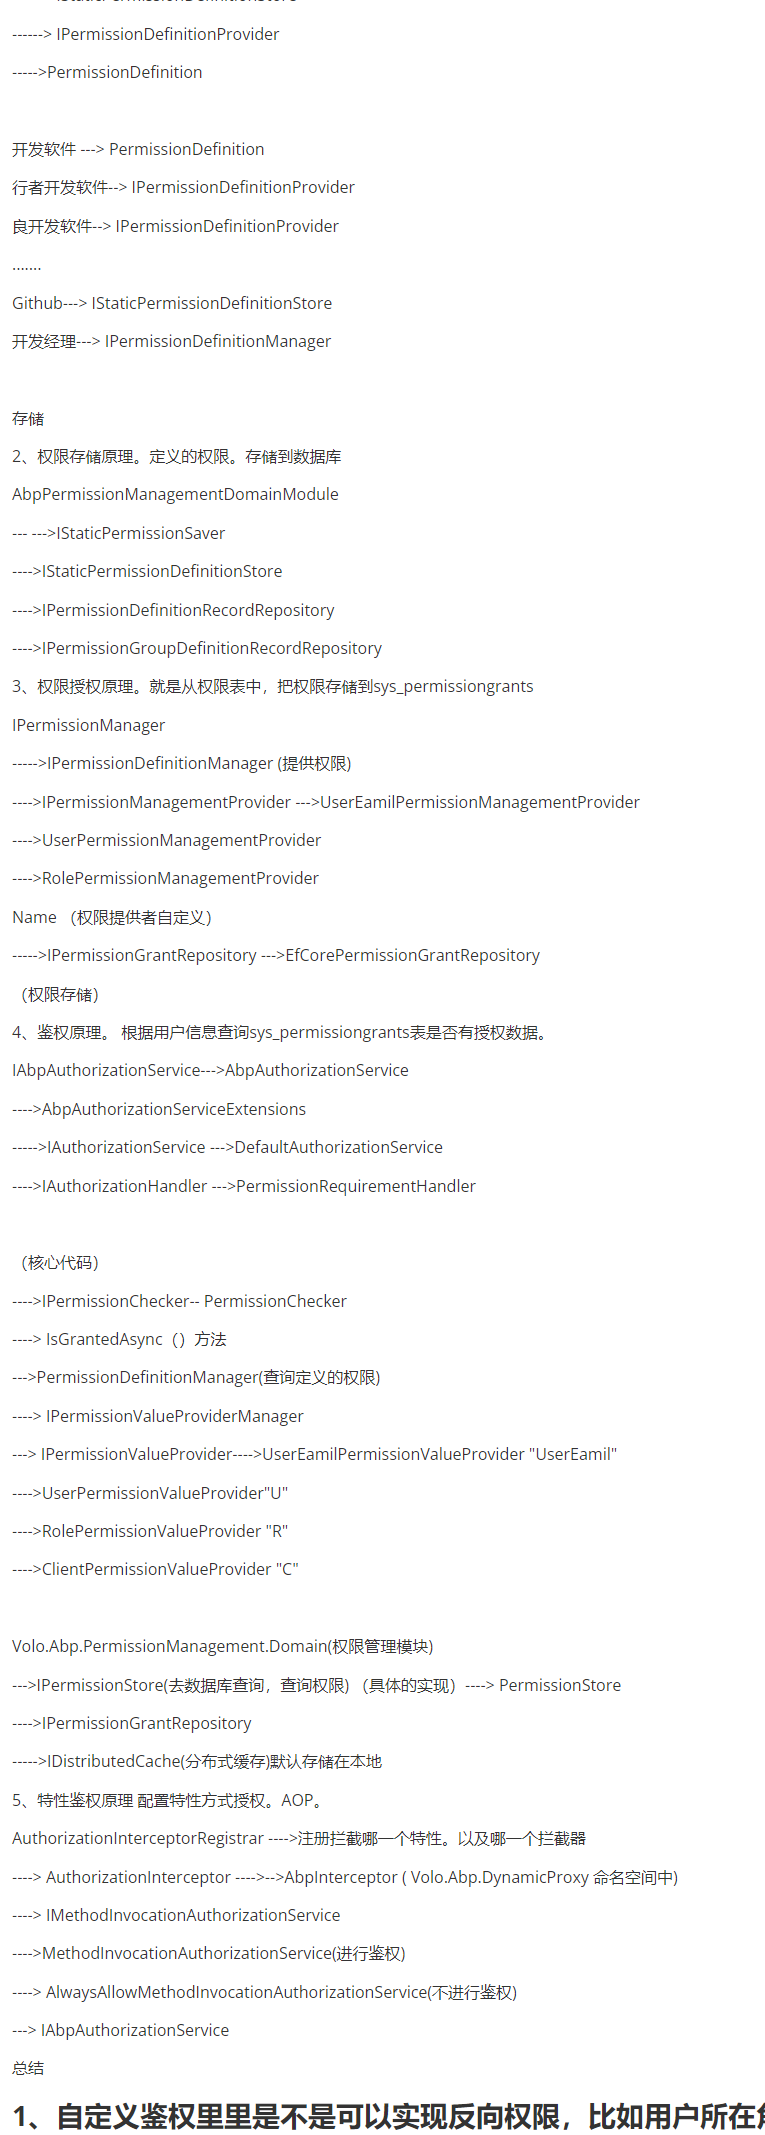 ------> IPermissionDefinitionProvider
----->PermissionDefinition
开发软件 ---> PermissionDefinition
行者开发软件--> IPermissionDefinitionProvider
良开发软件--> IPermissionDefinitionProvider
.......
Github---> IStaticPermissionDefinitionStore
开发经理---> IPermissionDefinitionManager
存储
2、权限存储原理。定义的权限。存储到数据库
AbpPermissionManagementDomainModule
--- --->IStaticPermissionSaver
---->IStaticPermissionDefinitionStore
---->IPermissionDefinitionRecordRepository
---->IPermissionGroupDefinitionRecordRepository
3、权限授权原理。就是从权限表中，把权限存储到sys_permissiongrants
IPermissionManager
----->IPermissionDefinitionManager (提供权限)
---->IPermissionManagementProvider --->UserEamilPermissionManagementProvider
---->UserPermissionManagementProvider
---->RolePermissionManagementProvider
Name （权限提供者自定义）
----->IPermissionGrantRepository --->EfCorePermissionGrantRepository
（权限存储）
4、鉴权原理。 根据用户信息查询sys_permissiongrants表是否有授权数据。
IAbpAuthorizationService--->AbpAuthorizationService
---->AbpAuthorizationServiceExtensions
----->IAuthorizationService --->DefaultAuthorizationService
---->IAuthorizationHandler --->PermissionRequirementHandler
（核心代码）
---->IPermissionChecker-- PermissionChecker
----> IsGrantedAsync（）方法
--->PermissionDefinitionManager(查询定义的权限)
----> IPermissionValueProviderManager
---> IPermissionValueProvider---->UserEamilPermissionValueProvider "UserEamil"
---->UserPermissionValueProvider"U"
---->RolePermissionValueProvider "R"
---->ClientPermissionValueProvider "C"
Volo.Abp.PermissionManagement.Domain(权限管理模块)
--->IPermissionStore(去数据库查询，查询权限) （具体的实现）----> PermissionStore
---->IPermissionGrantRepository
----->IDistributedCache(分布式缓存)默认存储在本地
5、特性鉴权原理 配置特性方式授权。AOP。
AuthorizationInterceptorRegistrar ---->注册拦截哪一个特性。以及哪一个拦截器
----> AuthorizationInterceptor ---->-->AbpInterceptor ( Volo.Abp.DynamicProxy 命名空间中)
----> IMethodInvocationAuthorizationService
---->MethodInvocationAuthorizationService(进行鉴权)
----> AlwaysAllowMethodInvocationAuthorizationService(不进行鉴权)
---> IAbpAuthorizationService
总结
1、自定义鉴权里里是不是可以实现反向权限，比如用户所在